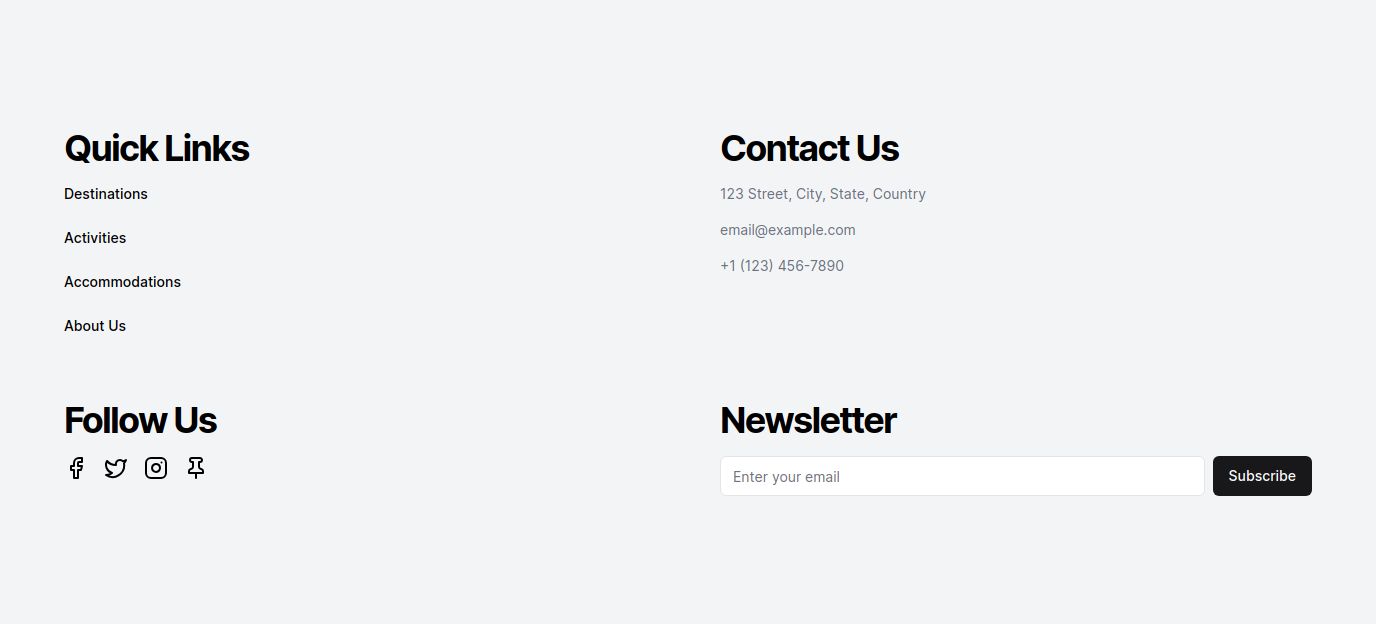 Quick Links
Destinations
Activities
Accommodations
About Us
Contact Us
123 Street, City, State, Country
email@example.com
+1 (123) 456-7890
Follow Us
Newsletter
Enter your email
Subscribe